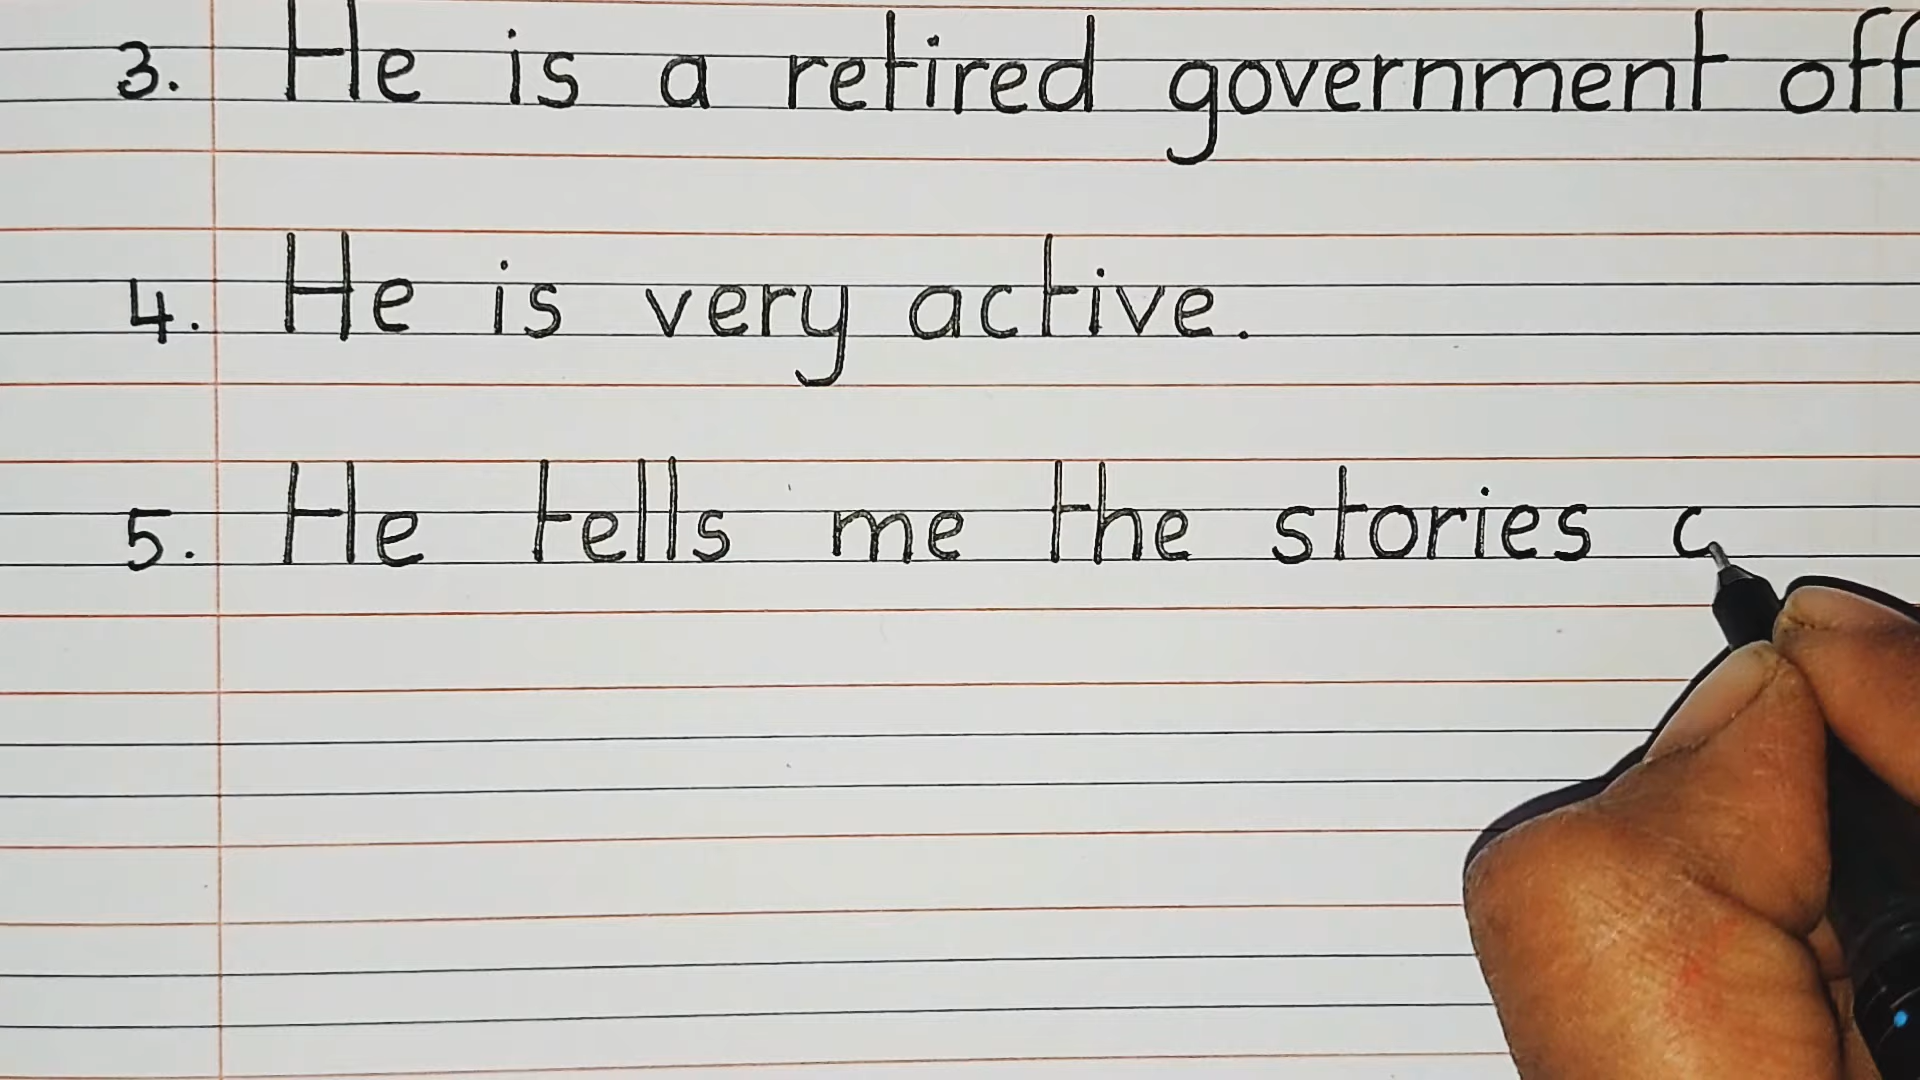 3. He is a retired government off
4. He is very active.
5. He tells me the stories